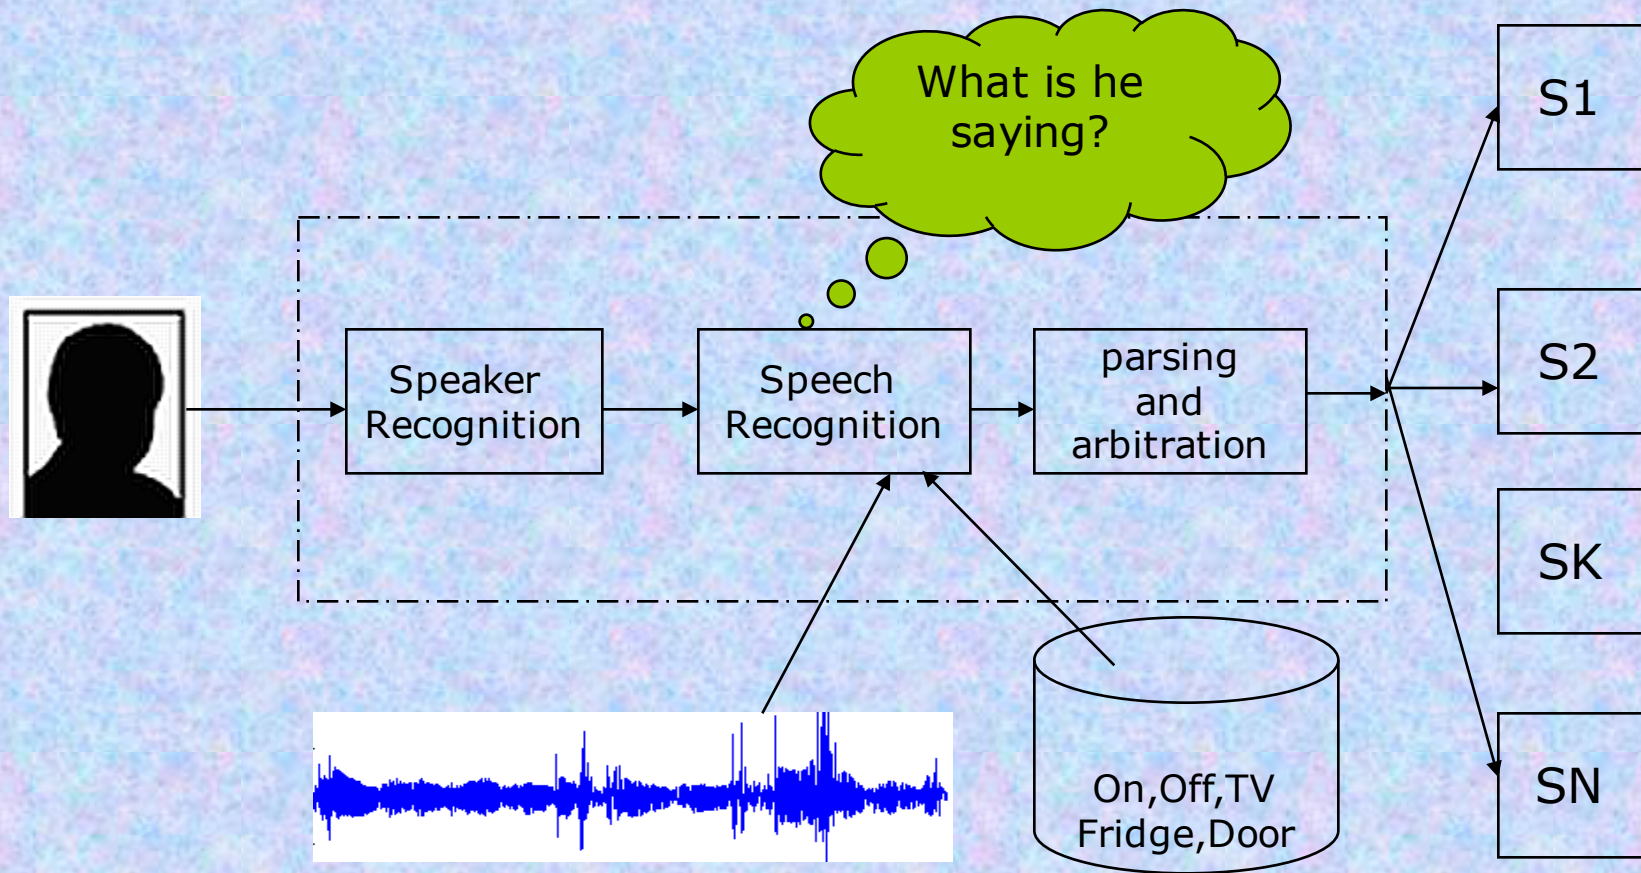 What is he
saying?
S1
Speaker
Recognition
Speech
Recognition
parsing
and
arbitration
S2
SK
On,Off,TV
Fridge,Door
SN